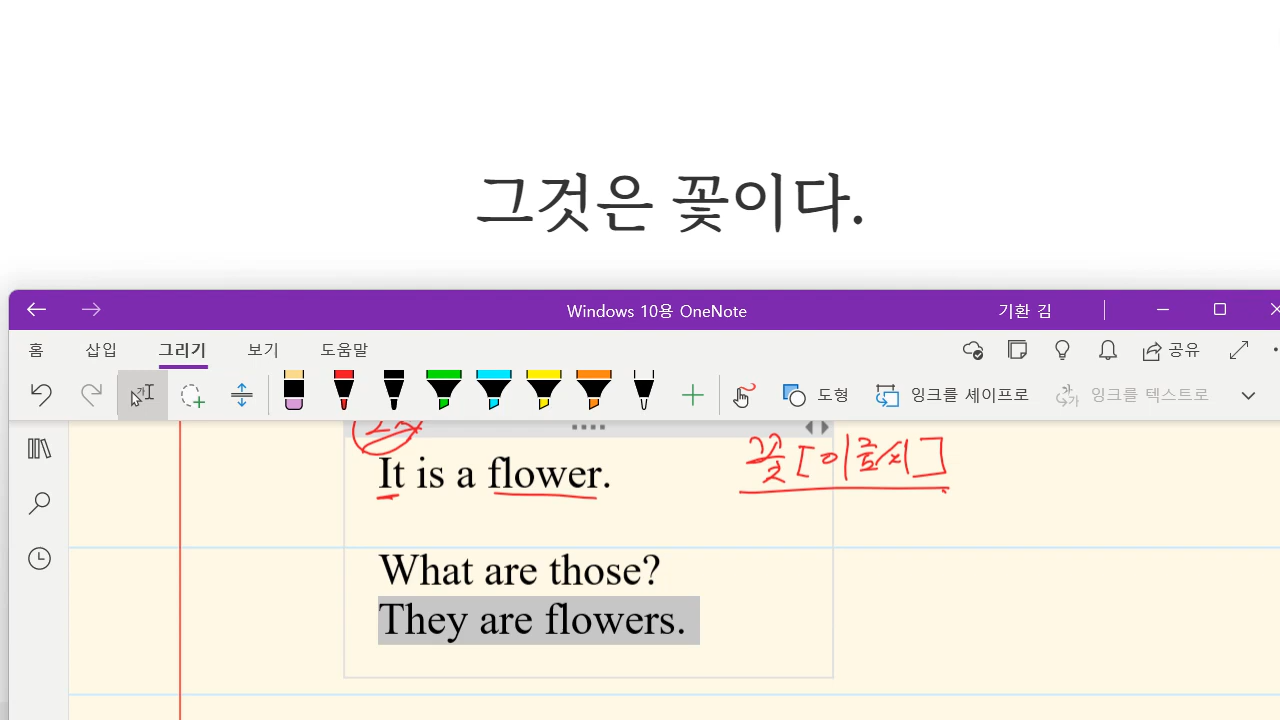 그것은 꽃이다.
Windows 10용 OneNote
기환 김
홈 삽입 그리기 보기 도움말
공유
도형 잉크를 셰이프로 잉크를 텍스트로
It is a flower.
꽃 [이름씨]
What are those?
They are flowers.